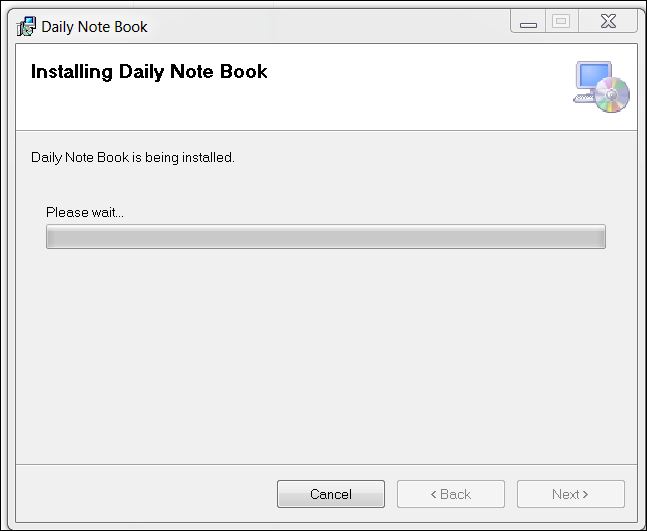 Daily Note Book
Installing Daily Note Book
Daily Note Book is being installed.
Please wait...
Cancel
< Back
Next >